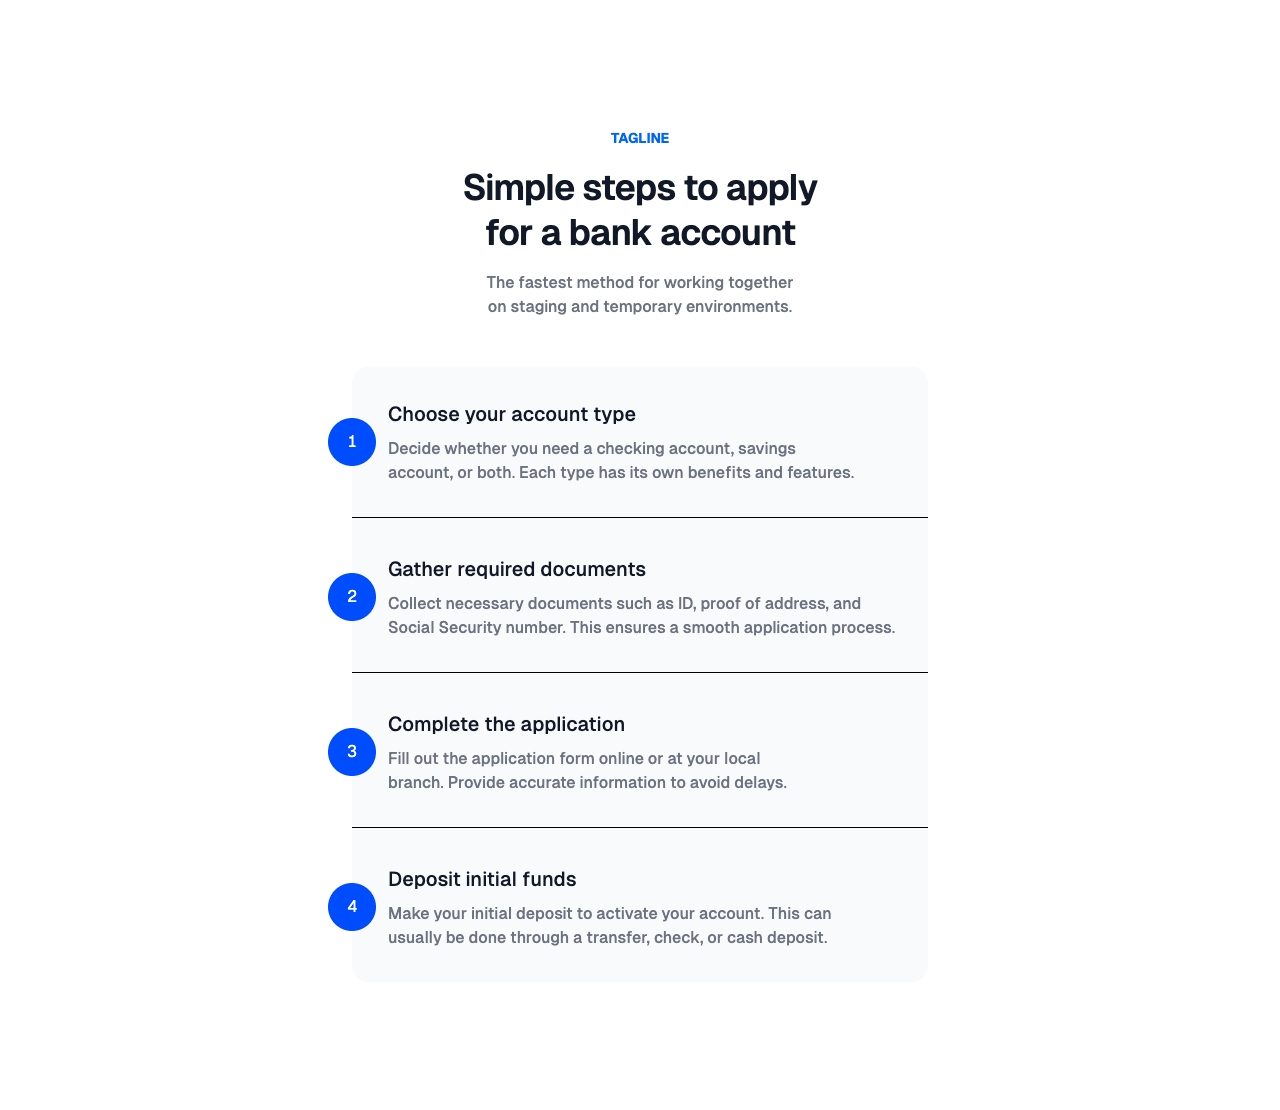 TAGLINE
Simple steps to apply
for a bank account
The fastest method for working together
on staging and temporary environments.
Choose your account type
1
Decide whether you need a checking account, savings
account, or both. Each type has its own benefits and features.
Gather required documents
2
Collect necessary documents such as ID, proof of address, and
Social Security number. This ensures a smooth application process.
Complete the application
3
Fill out the application form online or at your local
branch. Provide accurate information to avoid delays.
Deposit initial funds
4
Make your initial deposit to activate your account. This can
usually be done through a transfer, check, or cash deposit.